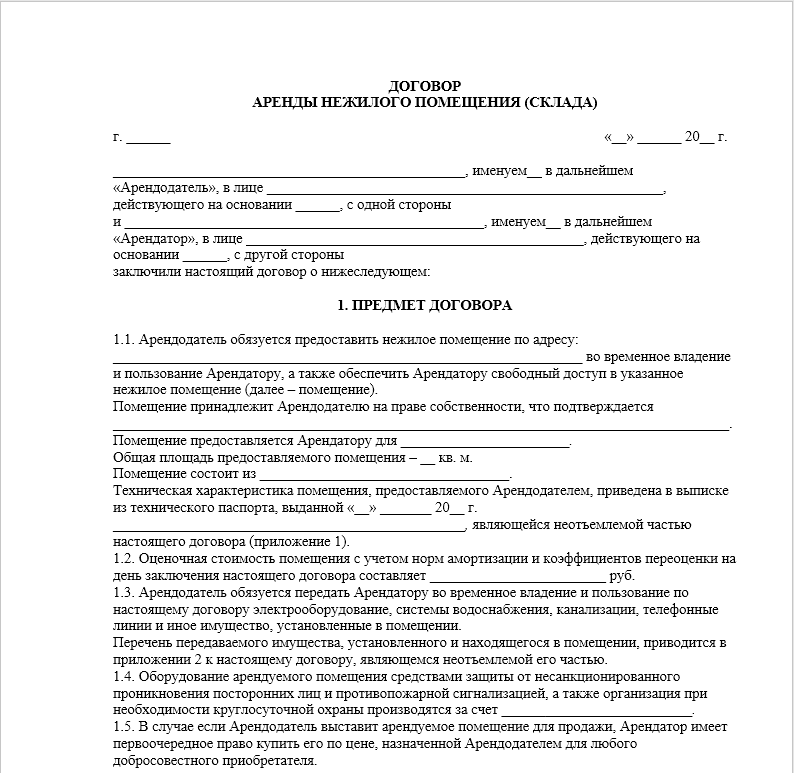 ДОГОВОР
АРЕНДЫ НЕЖИЛОГО ПОМЕЩЕНИЯ (СКЛАДА)
г. ______ «__» ______ 20__ г.
________________________________________________, именуем__ в дальнейшем
«Арендодатель», в лице ______________________________________________________,
действующего на основании ______, с одной стороны
и _________________________________________________, именуем__ в дальнейшем
«Арендатор», в лице ______________________________________________, действующего на
основании ______, с другой стороны
заключили настоящий договор о нижеследующем:
1. ПРЕДМЕТ ДОГОВОРА
1.1. Арендодатель обязуется предоставить нежилое помещение по адресу:
________________________________________________________________ во временное владение
и пользование Арендатору, а также обеспечить Арендатору свободный доступ в указанное
нежилое помещение (далее – помещение).
Помещение принадлежит Арендодателю на праве собственности, что подтверждается
____________________________________________________________________________________.
Помещение предоставляется Арендатору для _______________________.
Общая площадь предоставляемого помещения – __ кв. м.
Помещение состоит из __________________________________.
Техническая характеристика помещения, предоставляемого Арендодателем, приведена в выписке
из технического паспорта, выданной «__» _______ 20__ г.
________________________________________________, являющейся неотъемлемой частью
настоящего договора (приложение 1).
1.2. Оценочная стоимость помещения с учетом норм амортизации и коэффициентов переоценки на
день заключения настоящего договора составляет ________________________ руб.
1.3. Арендодатель обязуется передать Арендатору во временное владение и пользование по
настоящему договору электрооборудование, системы водоснабжения, канализации, телефонные
линии и иное имущество, установленные в помещении.
Перечень передаваемого имущества, установленного и находящегося в помещении, приводится в
приложении 2 к настоящему договору, являющемся неотъемлемой его частью.
1.4. Оборудование арендуемого помещения средствами защиты от несанкционированного
проникновения посторонних лиц и противопожарной сигнализацией, а также организация при
необходимости круглосуточной охраны производятся за счет __________________________.
1.5. В случае если Арендодатель выставит арендуемое помещение для продажи, Арендатор имеет
первоочередное право купить его по цене, назначенной Арендодателем для любого
добросовестного приобретателя.